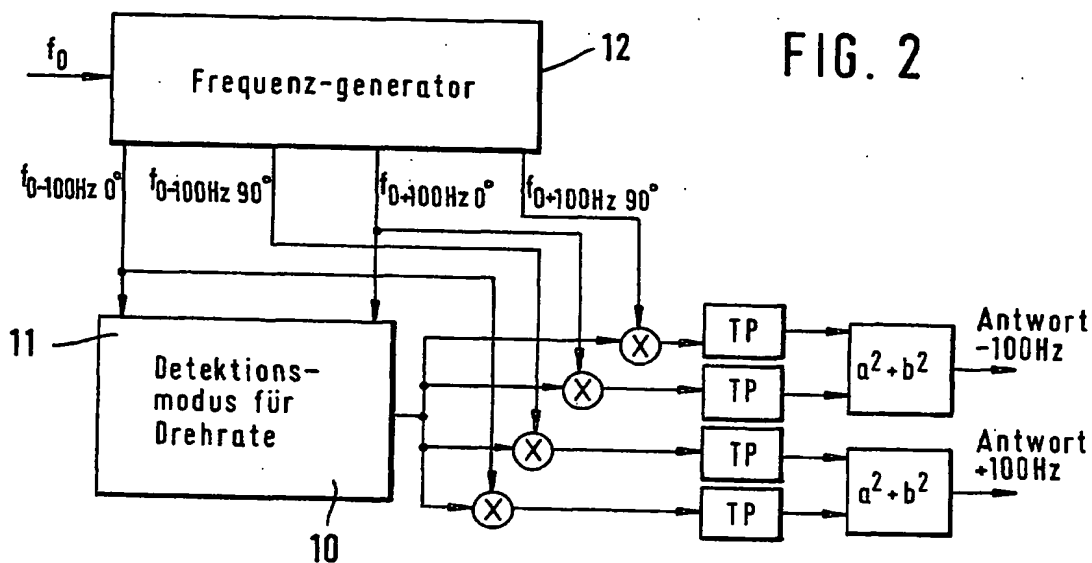 FIG. 2
f0
12
Frequenz-generator
f0-100Hz 0°
f0-100Hz 90°
f0+100Hz 0°
f0+100Hz 90°
11
Detektions-
modus für
Drehrate
10
X
X
X
X
TP
TP
TP
TP
a²+b²
a²+b²
Antwort
-100Hz
Antwort
+100Hz